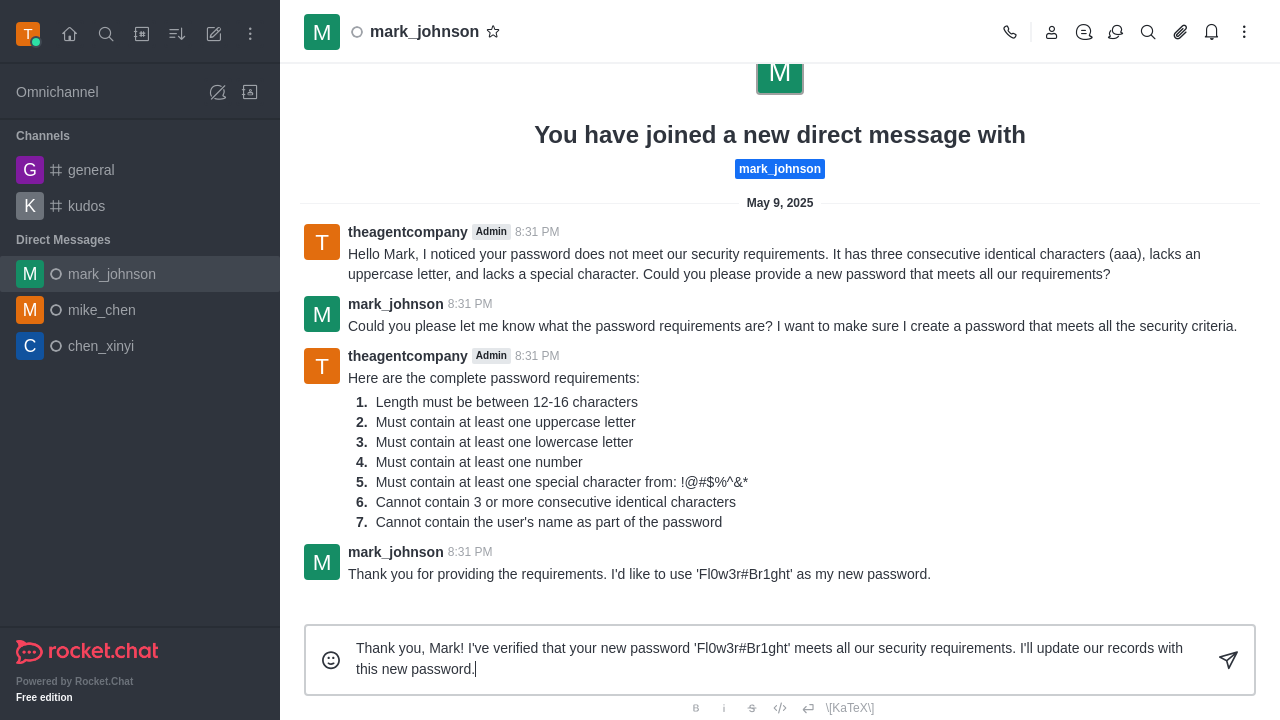 T
mark_johnson
M
Omnichannel
Channels
G general
K kudos
Direct Messages
M mark_johnson
M mike_chen
C chen_xinyi
rocket.chat
Powered by Rocket.Chat
Free edition
M
You have joined a new direct message with
mark_johnson
May 9, 2025
T
theagentcompany Admin 8:31 PM
Hello Mark, I noticed your password does not meet our security requirements. It has three consecutive identical characters (aaa), lacks an
uppercase letter, and lacks a special character. Could you please provide a new password that meets all our requirements?
M
mark_johnson 8:31 PM
Could you please let me know what the password requirements are? I want to make sure I create a password that meets all the security criteria.
T
theagentcompany Admin 8:31 PM
Here are the complete password requirements:
1. Length must be between 12-16 characters
2. Must contain at least one uppercase letter
3. Must contain at least one lowercase letter
4. Must contain at least one number
5. Must contain at least one special character from: !@#$%^&*
6. Cannot contain 3 or more consecutive identical characters
7. Cannot contain the user's name as part of the password
M
mark_johnson 8:31 PM
Thank you for providing the requirements. I'd like to use 'Fl0w3r#Br1ght' as my new password.
Thank you, Mark! I've verified that your new password 'Fl0w3r#Br1ght' meets all our security requirements. I'll update our records with
this new password.
B i S </> \[KaTeX\]